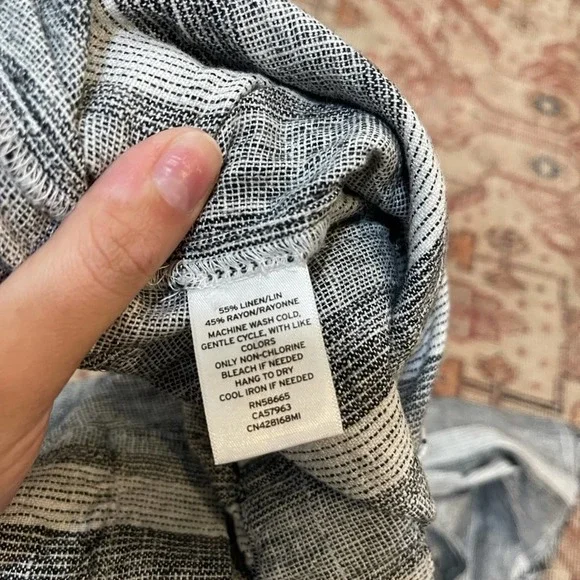 55% LINEN/LIN
45% RAYON/RAYONNE
MACHINE WASH COLD,
GENTLE CYCLE, WITH LIKE
COLORS
ONLY NON-CHLORINE
BLEACH IF NEEDED
HANG TO DRY
COOL IRON IF NEEDED
RN58665
CA57963
CN428168MI